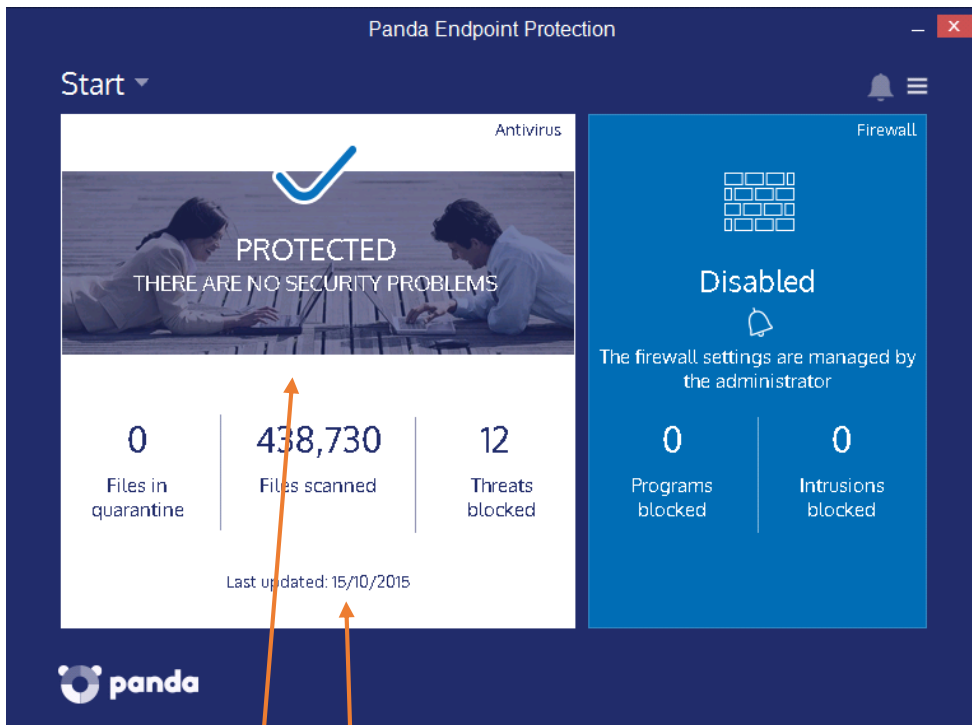 Panda Endpoint Protection
Start
Antivirus
PROTECTED
THERE ARE NO SECURITY PROBLEMS
0
Files in
quarantine
438,730
Files scanned
12
Threats
blocked
Last updated: 15/10/2015
Firewall
Disabled
The firewall settings are managed by
the administrator
0
Programs
blocked
0
Intrusions
blocked
panda